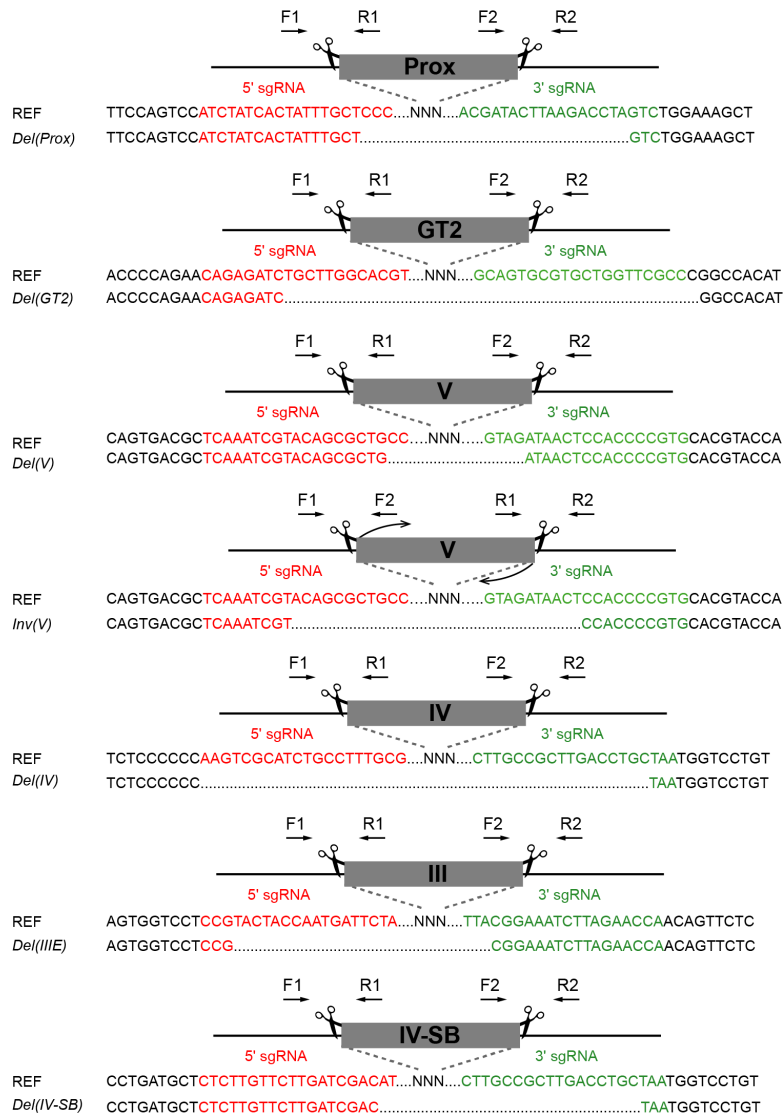 F1 R1 F2 R2
Prox
5' sgRNA 3' sgRNA
REF TTCCAGTCCATCTATCACTATTTGCTCCC....NNN....ACGATACTTAAGACCTAGTCTGGAAAGCT
Del(Prox) TTCCAGTCCATCTATCACTATTTGCT............................................................GTCTGGAAAGCT
F1 R1 F2 R2
GT2
5' sgRNA 3' sgRNA
REF ACCCCAGAACAGAGATCTGCTTGGCACGT....NNN....GCAGTGCGTGCTGGTTCGCCCGGCCACAT
Del(GT2) ACCCCAGAACAGAGATC............................................................................................GGCCACAT
F1 R1 F2 R2
V
5' sgRNA 3' sgRNA
REF CAGTGACGCTCAAATCGTACAGCGCTGCC....NNN.....GTAGATAACTCCACCCCGTGCACGTACCA
Del(V) CAGTGACGCTCAAATCGTACAGCGCTG...............................ATAACTCCACCCCGTGCACGTACCA
F1 F2 R1 R2
V
5' sgRNA 3' sgRNA
REF CAGTGACGCTCAAATCGTACAGCGCTGCC....NNN.....GTAGATAACTCCACCCCGTGCACGTACCA
Inv(V) CAGTGACGCTCAAATCGT.................................................................CCACCCCGTGCACGTACCA
F1 R1 F2 R2
IV
5' sgRNA 3' sgRNA
REF TCTCCCCCCAAGTCGCATCTGCCTTTGCG....NNN....CTTGCCGCTTGACCTGCTAATGGTCCTGT
Del(IV) TCTCCCCCC....................................................................................................TAATGGTCCTGT
F1 R1 F2 R2
III
5' sgRNA 3' sgRNA
REF AGTGGTCCTCCGTACTACCAATGATTCTA....NNN....TTACGGAAATCTTAGAACCAACAGTTCTC
Del(IIIE) AGTGGTCCTCCG.........................................................CGGAAATCTTAGAACCAACAGTTCTC
F1 R1 F2 R2
IV-SB
5' sgRNA 3' sgRNA
REF CCTGATGCTCTCTTGTTCTTGATCGACAT....NNN....CTTGCCGCTTGACCTGCTAATGGTCCTGT
Del(IV-SB) CCTGATGCTCTCTTGTTCTTGATCGAC..........................................................TAATGGTCCTGT